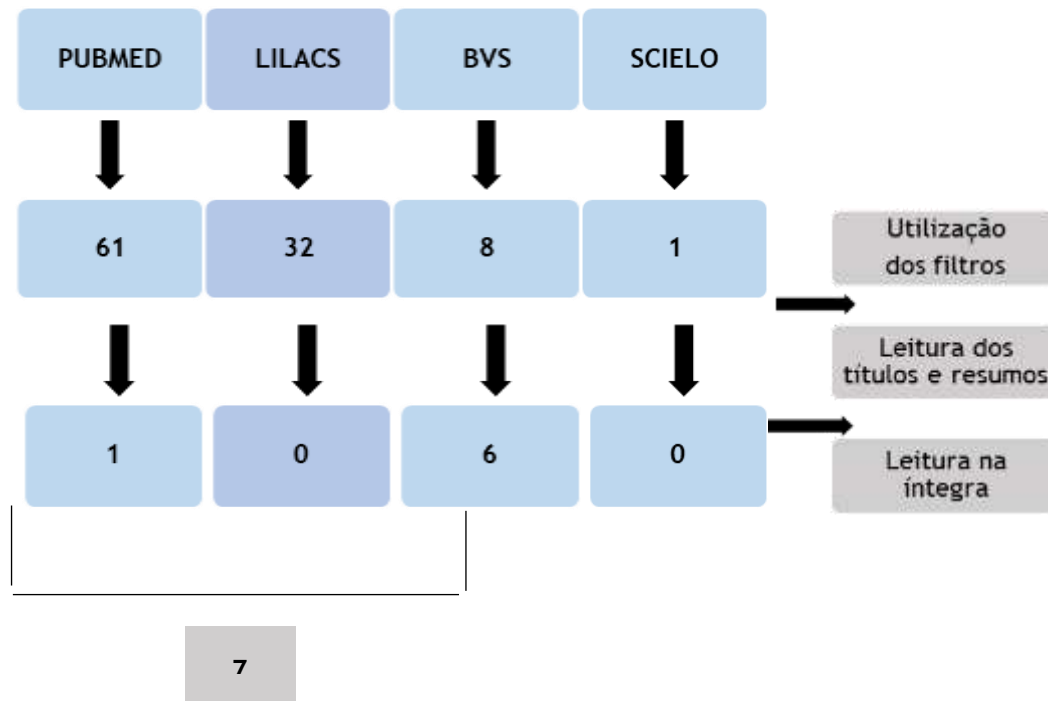 PUBMED
LILACS
BVS
SCIELO
61
32
8
1
Utilização
dos filtros
Leitura dos
títulos e resumos
1
0
6
0
Leitura na
íntegra
7